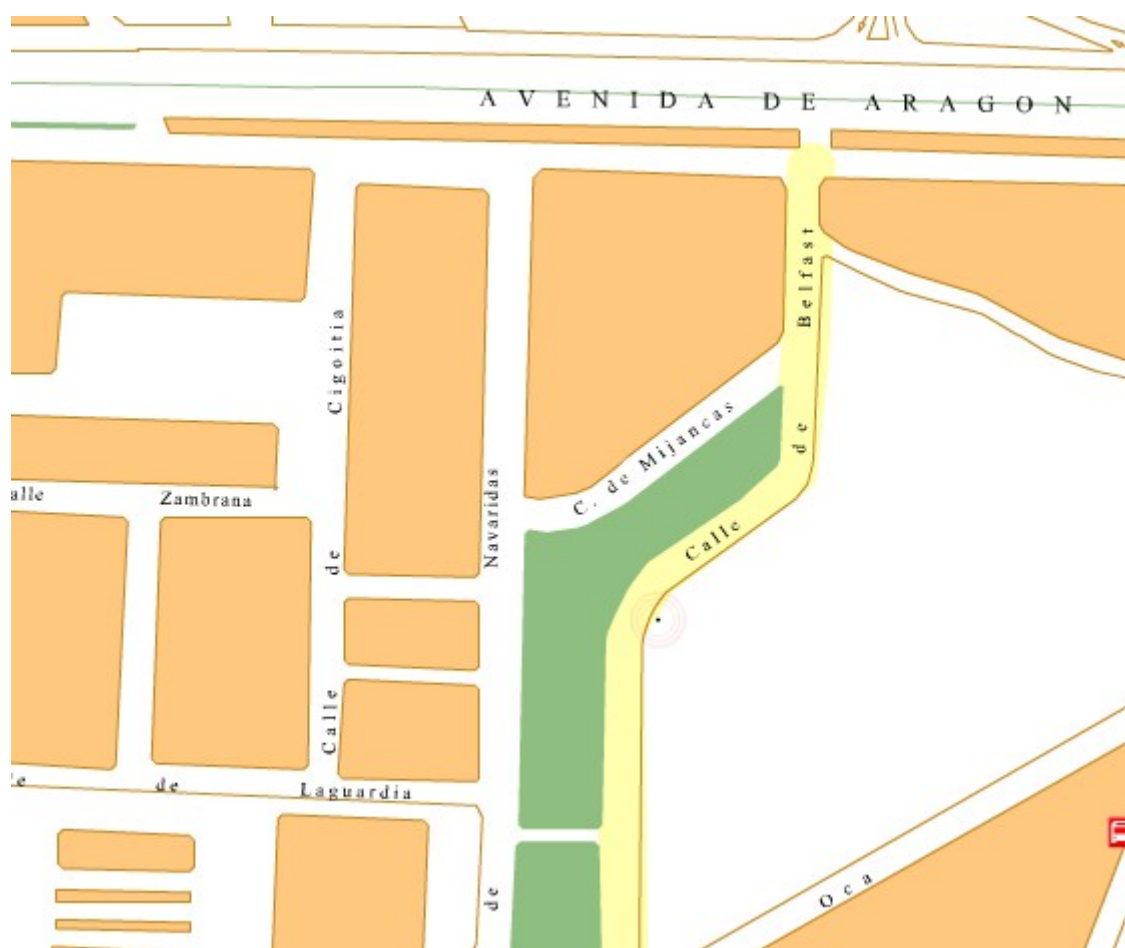 AVENIDA DE ARAGON
Calle de Belfast
Calle de Cigoitia
C. de Mijancas
de Navaridas
alle Zambrana
de Laguardia
Oca